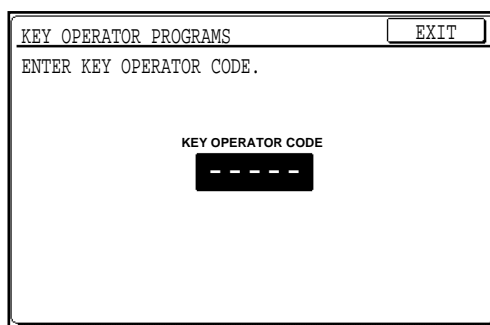 KEY OPERATOR PROGRAMS
EXIT
ENTER KEY OPERATOR CODE.
KEY OPERATOR CODE
– – – – –